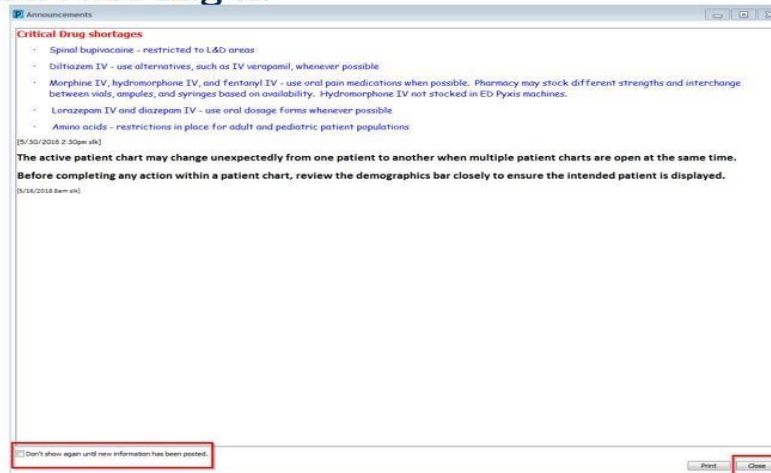 Announcements
Critical Drug shortages
· Spinal bupivacaine - restricted to L&D areas
· Diltiazem IV - use alternatives, such as IV verapamil, whenever possible
· Morphine IV, hydromorphone IV, and fentanyl IV - use oral pain medications when possible. Pharmacy may stock different strengths and interchange
between vials, ampules, and syringes based on availability. Hydromorphone IV not stocked in ED Pyxis machines.
· Lorazepam IV and diazepam IV - use oral dosage forms whenever possible
· Amino acids - restrictions in place for adult and pediatric patient populations
[5/30/2018 2:30pm slk]
The active patient chart may change unexpectedly from one patient to another when multiple patient charts are open at the same time.
Before completing any action within a patient chart, review the demographics bar closely to ensure the intended patient is displayed.
[5/16/2018 8am slk]
Don't show again until new information has been posted.
Print Close